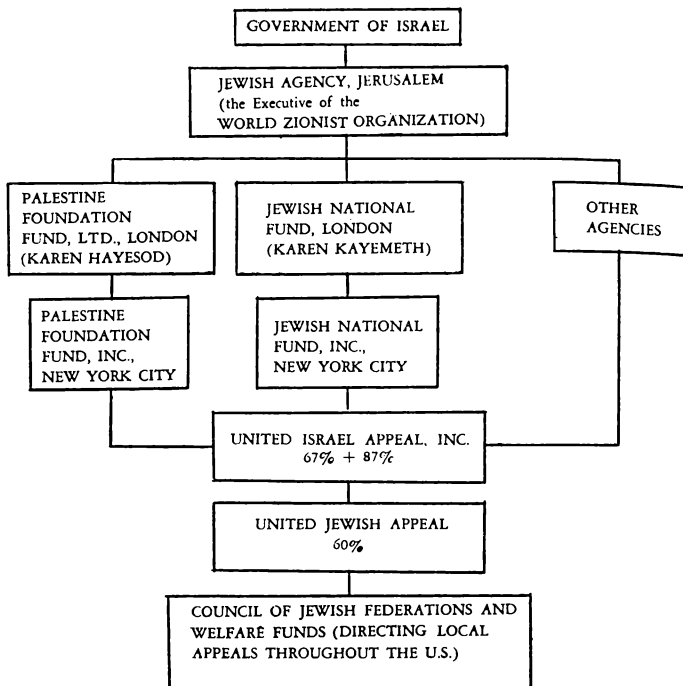 GOVERNMENT OF ISRAEL
JEWISH AGENCY, JERUSALEM
(the Executive of the
WORLD ZIONIST ORGANIZATION)
PALESTINE
FOUNDATION
FUND, LTD., LONDON
(KAREN HAYESOD)
JEWISH NATIONAL
FUND, LONDON
(KAREN KAYEMETH)
OTHER
AGENCIES
PALESTINE
FOUNDATION
FUND, INC.,
NEW YORK CITY
JEWISH NATIONAL
FUND, INC.,
NEW YORK CITY
UNITED ISRAEL APPEAL, INC.
67% + 87%
UNITED JEWISH APPEAL
60%
COUNCIL OF JEWISH FEDERATIONS AND
WELFARE FUNDS (DIRECTING LOCAL
APPEALS THROUGHOUT THE U.S.)